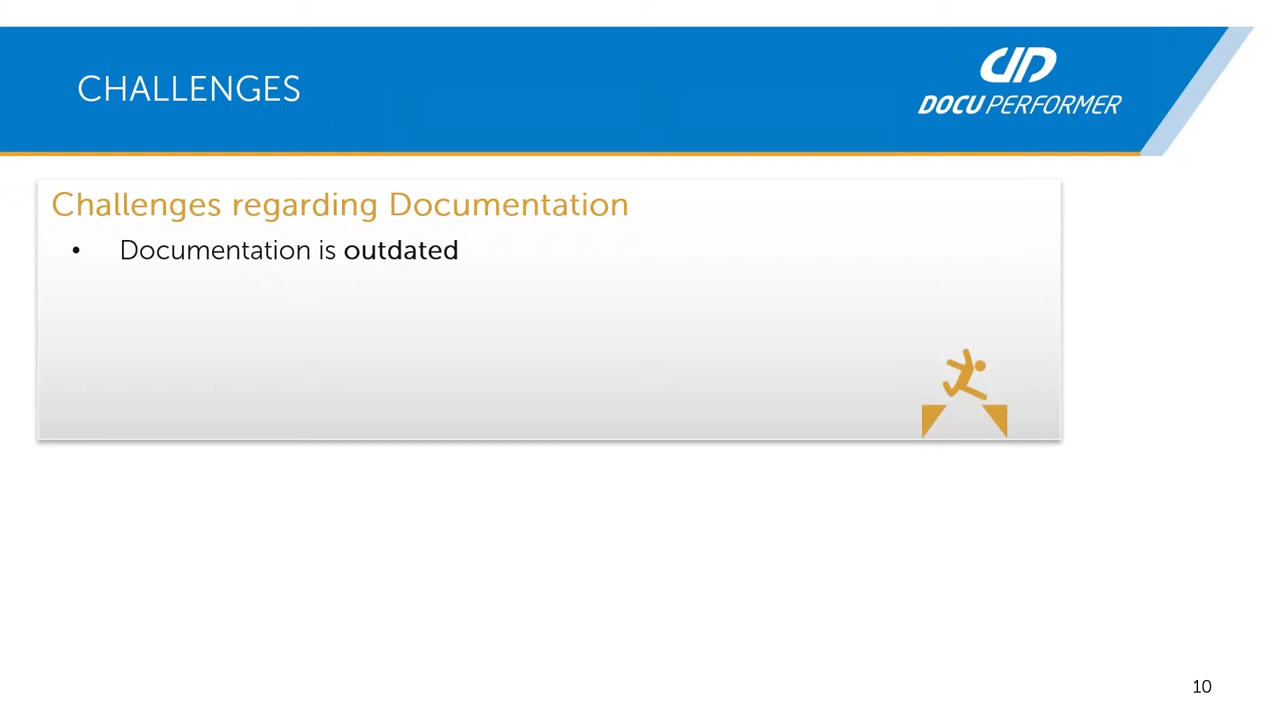 CHALLENGES
DOCU PERFORMER
Challenges regarding Documentation
• Documentation is outdated
10